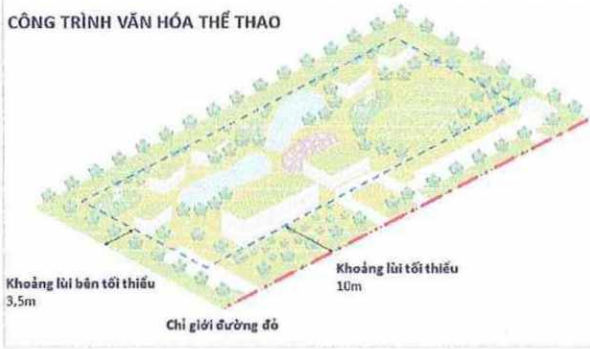 CÔNG TRÌNH VĂN HÓA THỂ THAO
Khoảng lùi bên tối thiểu
3,5m
Khoảng lùi tối thiểu
10m
Chỉ giới đường đỏ